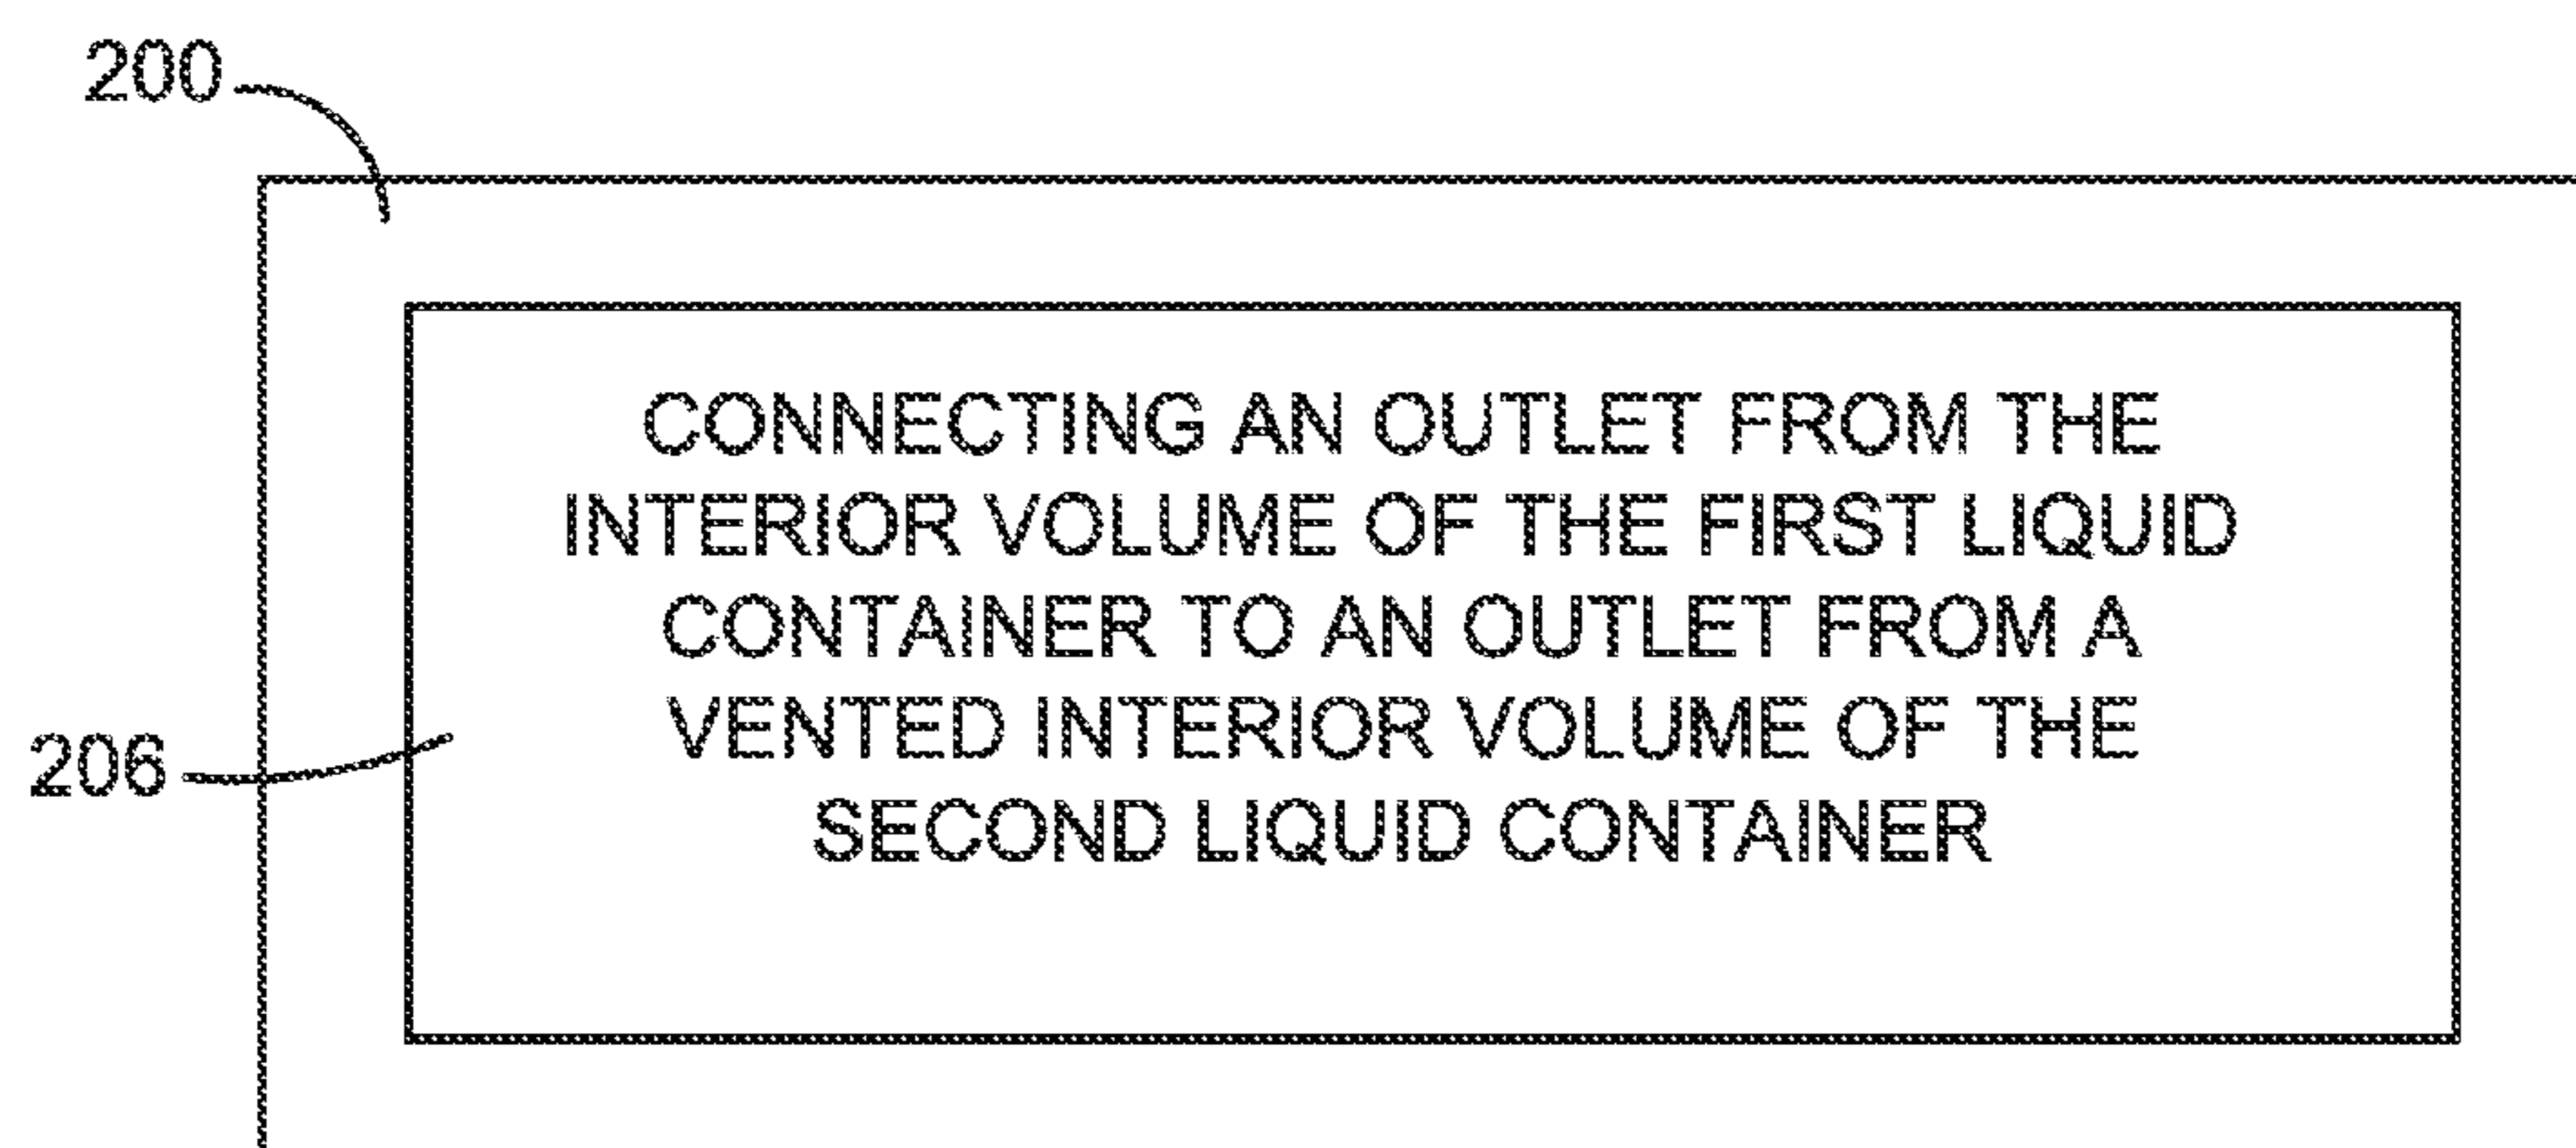 200
CONNECTING AN OUTLET FROM THE
INTERIOR VOLUME OF THE FIRST LIQUID
CONTAINER TO AN OUTLET FROM A
VENTED INTERIOR VOLUME OF THE
SECOND LIQUID CONTAINER
206